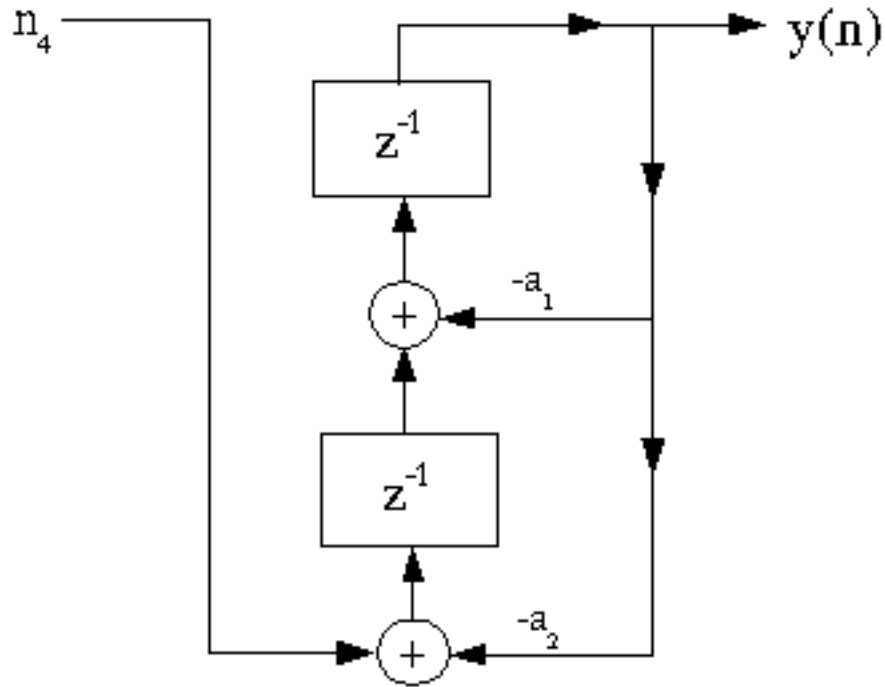 n₄
y(n)
z⁻¹
-a₁
+
z⁻¹
-a₂
+